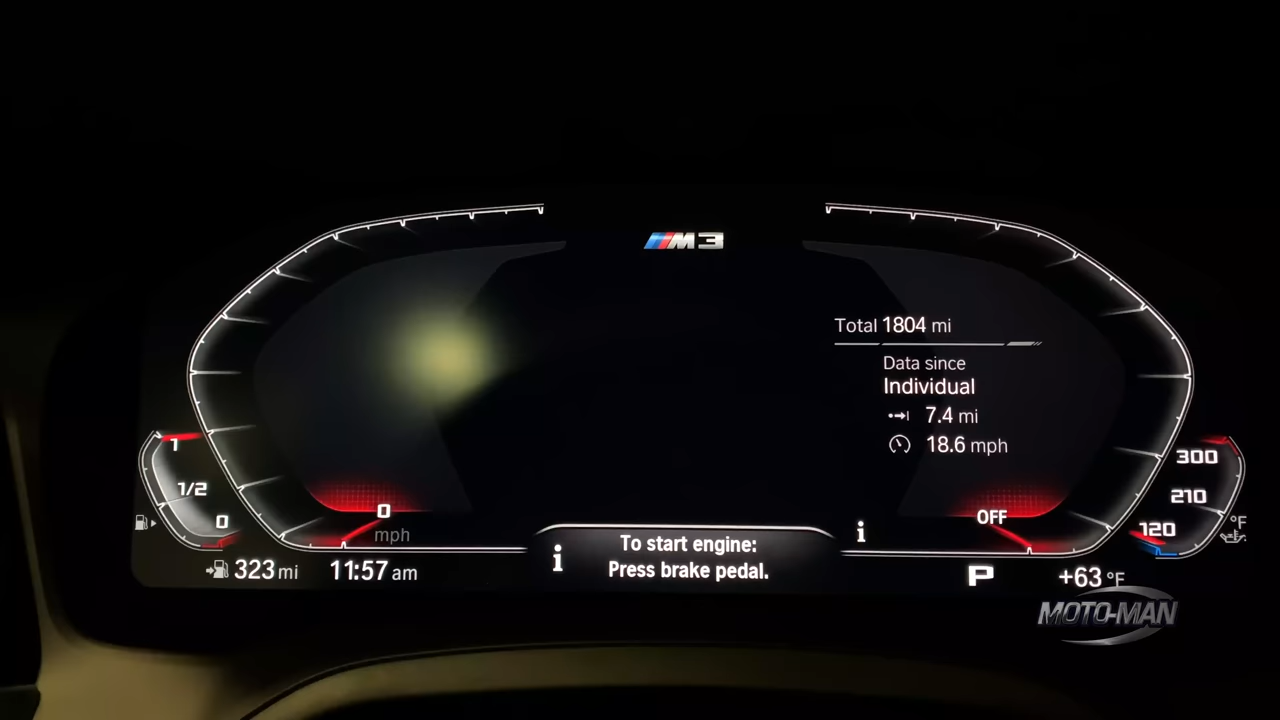 M3
Total 1804 mi
Data since
Individual
7.4 mi
18.6 mph
1
1/2
0
0
mph
OFF
300
210
120
°F
To start engine:
Press brake pedal.
323 mi
11:57 am
P
+63 °F
MOTO-MAN